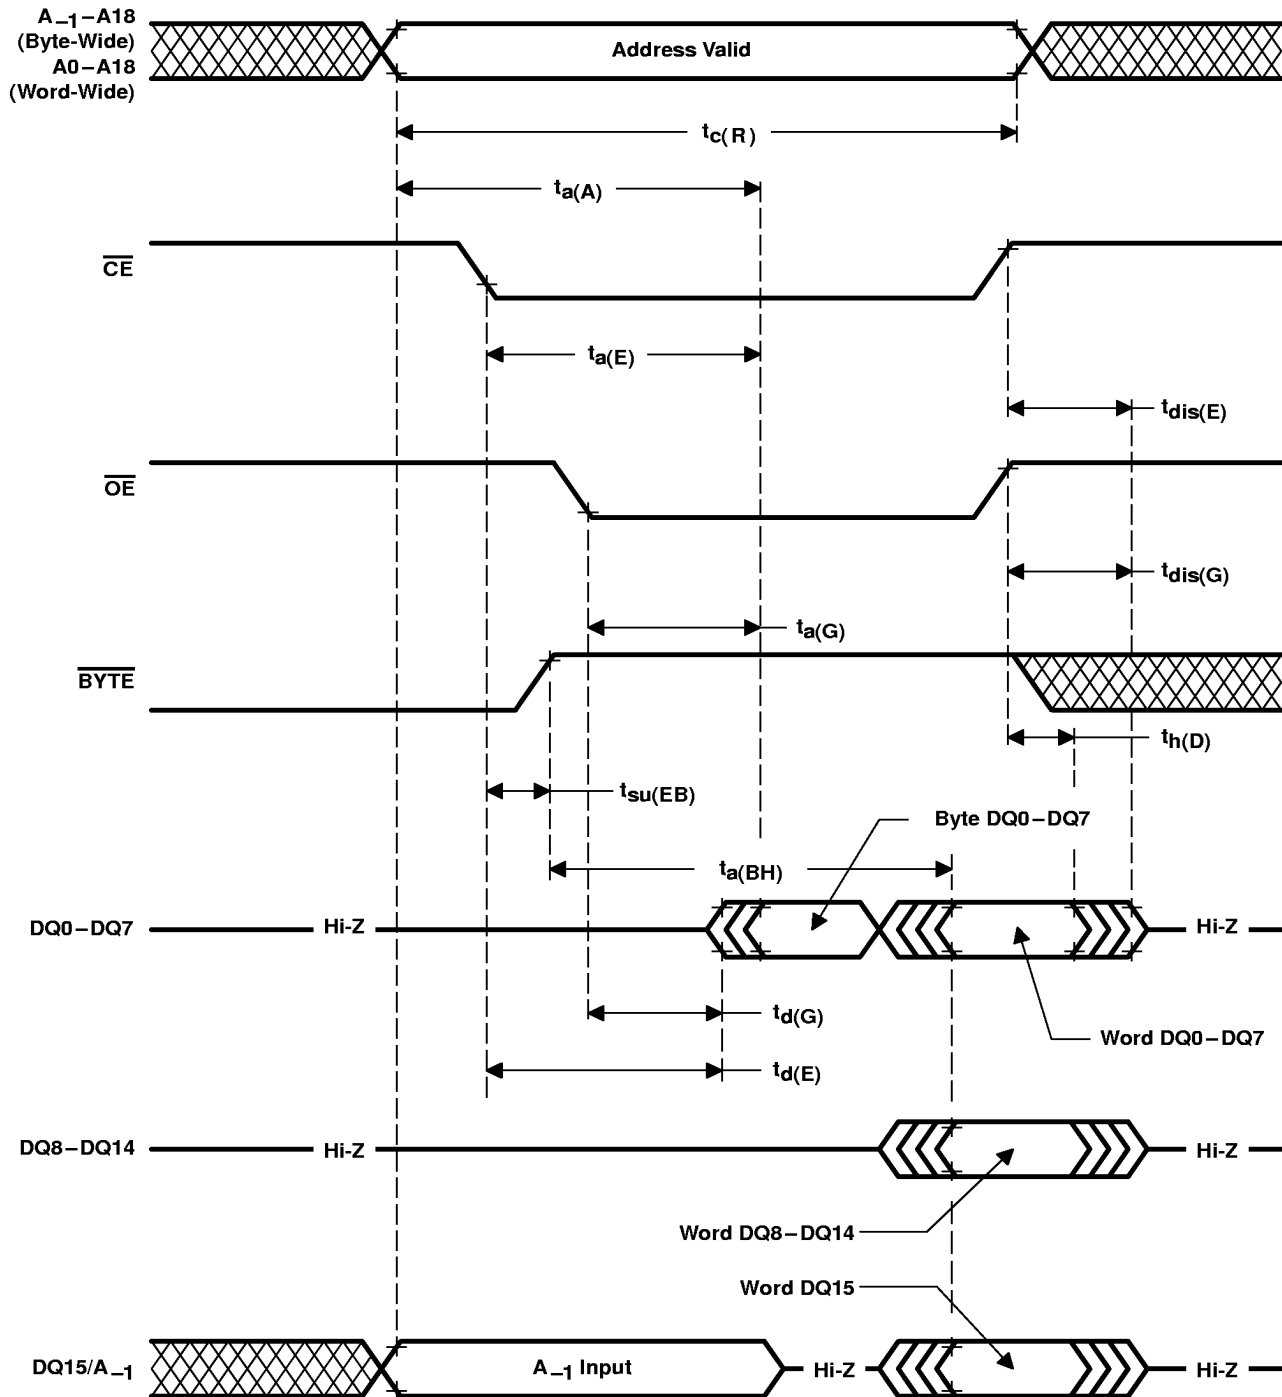 A–1–A18
(Byte-Wide)
A0–A18
(Word-Wide)
Address Valid
tc(R)
ta(A)
CE
ta(E)
tdis(E)
OE
tdis(G)
ta(G)
BYTE
th(D)
tsu(EB)
Byte DQ0–DQ7
ta(BH)
DQ0–DQ7
Hi-Z
Hi-Z
td(G)
Word DQ0–DQ7
td(E)
DQ8–DQ14
Hi-Z
Hi-Z
Word DQ8–DQ14
Word DQ15
DQ15/A–1
A–1 Input
Hi-Z
Hi-Z